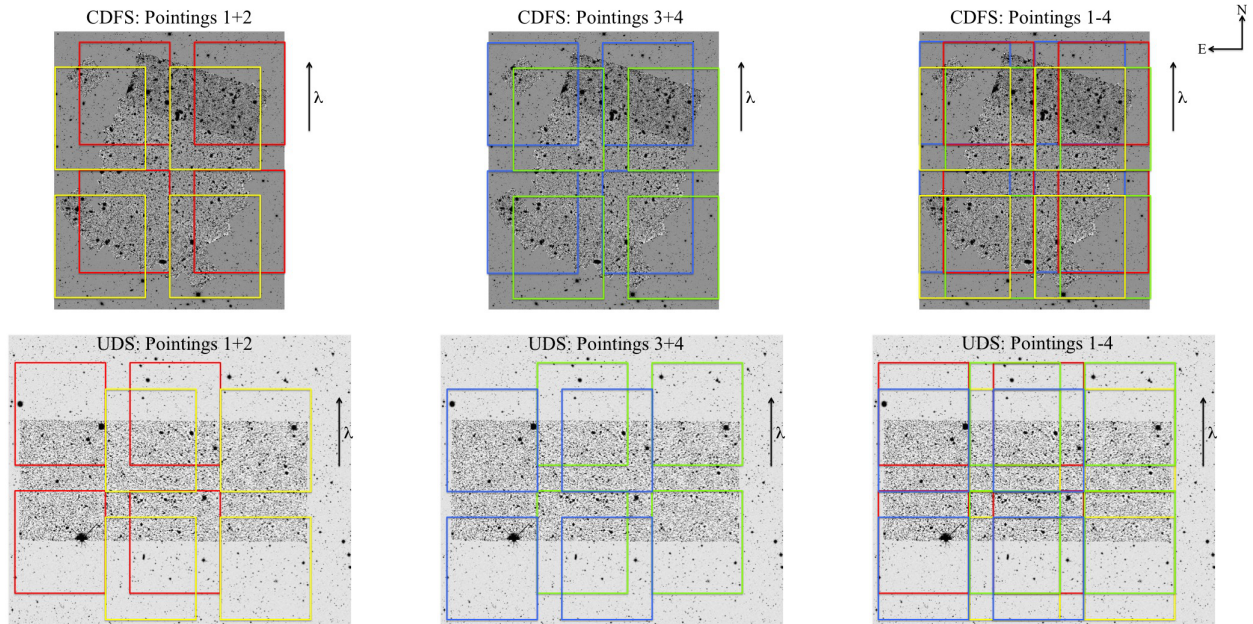 CDFS: Pointings 1+2
CDFS: Pointings 3+4
CDFS: Pointings 1-4
N
E
λ
λ
λ
UDS: Pointings 1+2
UDS: Pointings 3+4
UDS: Pointings 1-4
λ
λ
λ